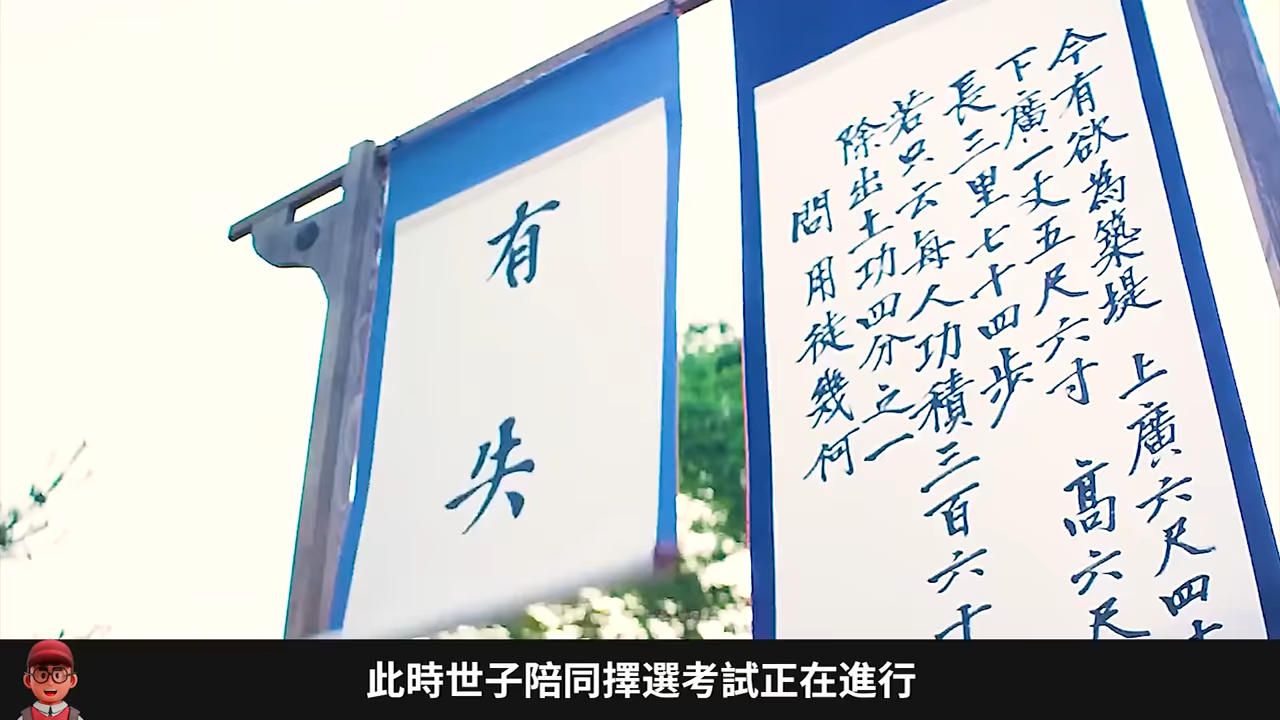 今有欲為築堤 上廣六尺四
下廣一丈五尺六寸 高六尺
長三里七十四步
若只云每人功積三百六十
除出土功四分之一
問用徒幾何
有失
此時世子陪同擇選考試正在進行